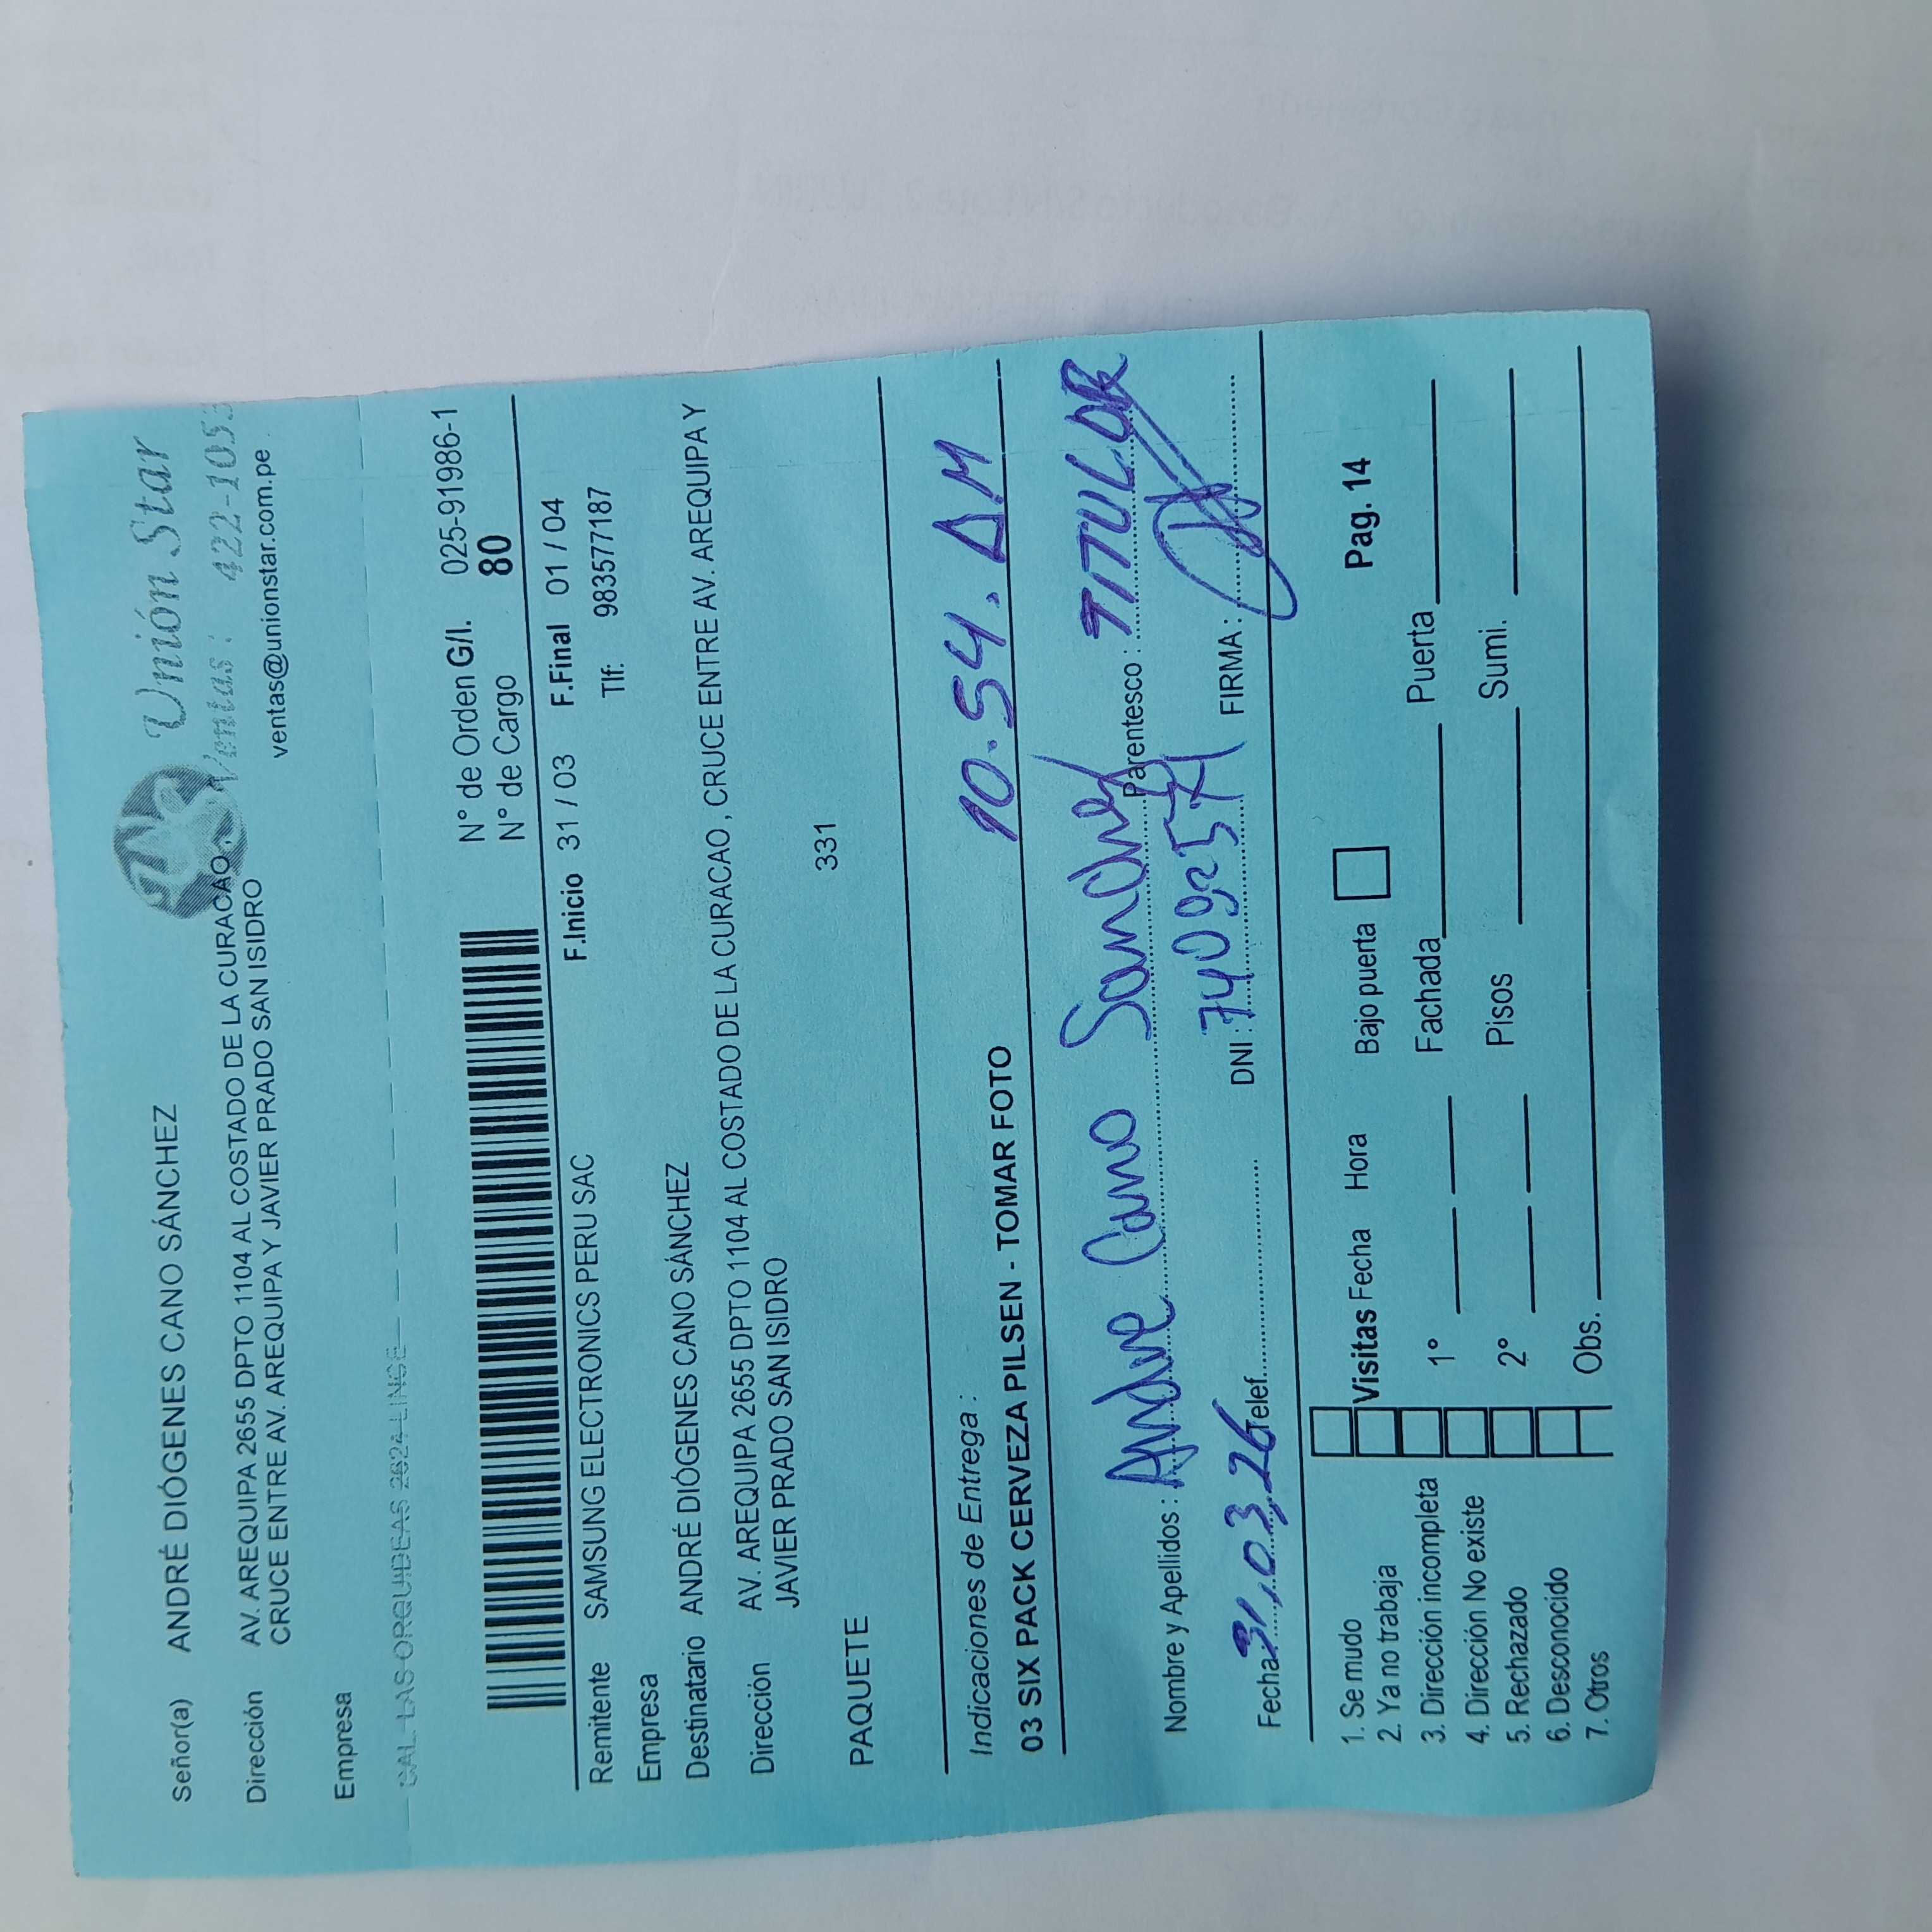 Señor(a) ANDRÉ DIÓGENES CANO SÁNCHEZ
Unión Star
Ventas : 422-105
ventas@unionstar.com.pe
Dirección AV. AREQUIPA 2655 DPTO 1104 AL COSTADO DE LA CURACAO ,
CRUCE ENTRE AV. AREQUIPA Y JAVIER PRADO SAN ISIDRO
Empresa
CAL. LAS ORQUIDEAS 2624 LINCE
N° de Orden G/I. 025-91986-1
N° de Cargo 80
F.Inicio 31 / 03 F.Final 01 / 04
Remitente SAMSUNG ELECTRONICS PERU SAC Tlf: 983577187
Empresa
Destinatario ANDRÉ DIÓGENES CANO SÁNCHEZ
Dirección AV. AREQUIPA 2655 DPTO 1104 AL COSTADO DE LA CURACAO , CRUCE ENTRE AV. AREQUIPA Y
JAVIER PRADO SAN ISIDRO
PAQUETE 331
Indicaciones de Entrega :
03 SIX PACK CERVEZA PILSEN - TOMAR FOTO 10.54. AM
Nombre y Apellidos : Andre Cano Sanchez Parentesco : TITULAR
Fecha 31,03,26 Telef. DNI : 74092571 FIRMA :
1. Se mudo Visitas Fecha Hora Bajo puerta Pag. 14
2. Ya no trabaja
3. Dirección incompleta 1° Fachada Puerta
4. Dirección No existe
5. Rechazado 2° Pisos Sumi.
6. Desconocido
7. Otros Obs.